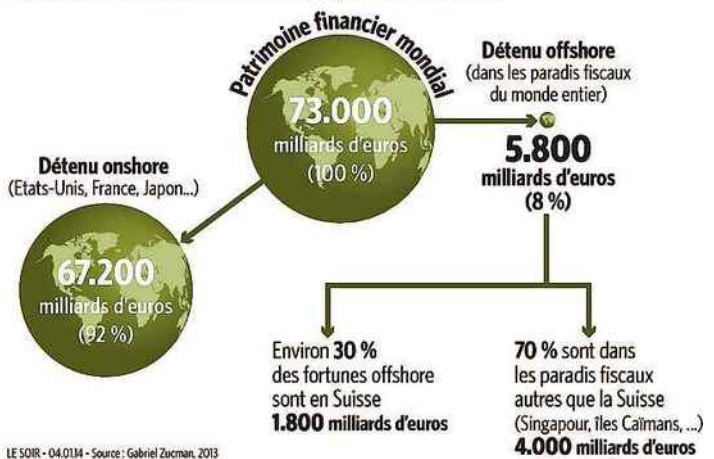 Patrimoine financier mondial
73.000
milliards d'euros
(100 %)
Détenu offshore
(dans les paradis fiscaux
du monde entier)
5.800
milliards d'euros
(8 %)
Détenu onshore
(Etats-Unis, France, Japon...)
67.200
milliards d'euros
(92 %)
Environ 30 %
des fortunes offshore
sont en Suisse
1.800 milliards d'euros
70 % sont dans
les paradis fiscaux
autres que la Suisse
(Singapour, îles Caïmans, ...)
4.000 milliards d'euros
LE SOIR - 04.01.14 - Source : Gabriel Zucman, 2013